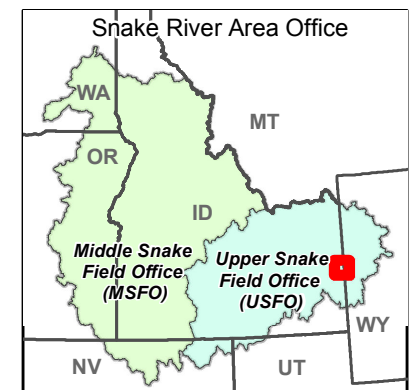 Snake River Area Office
WA
MT
OR
ID
Middle Snake
Field Office
(MSFO)
Upper Snake
Field Office
(USFO)
WY
NV
UT